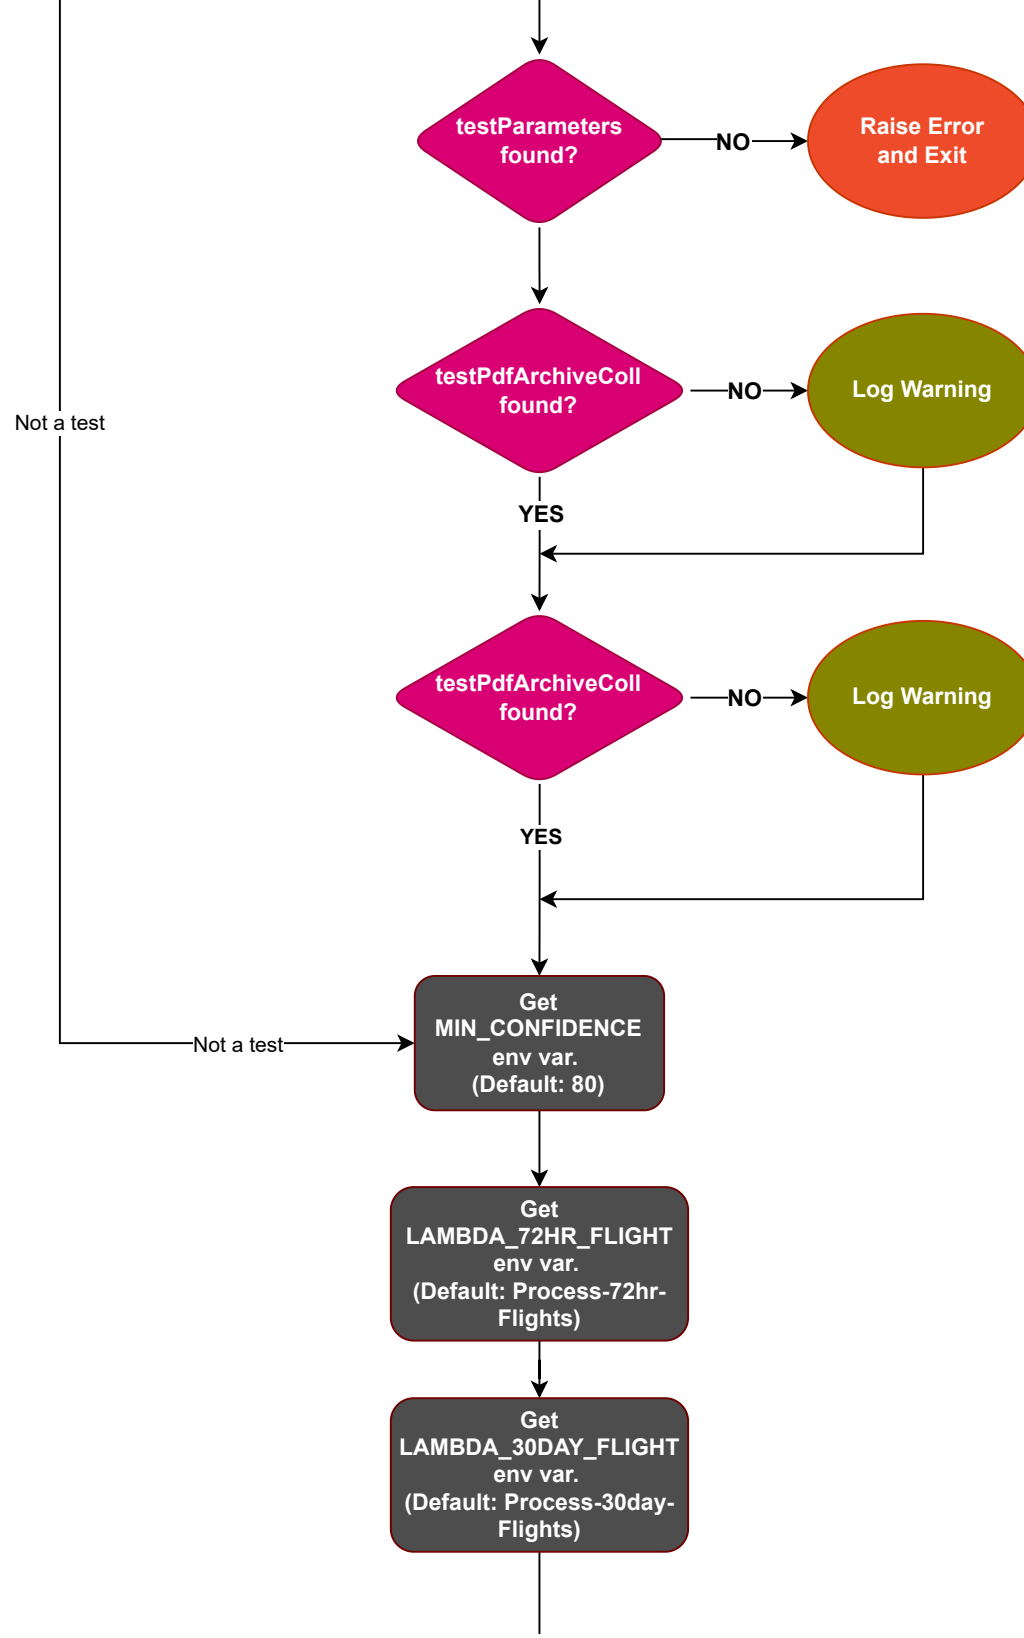 testParameters
found?
NO
Raise Error
and Exit
testPdfArchiveColl
found?
NO
Log Warning
Not a test
YES
testPdfArchiveColl
found?
NO
Log Warning
YES
Get
MIN_CONFIDENCE
env var.
(Default: 80)
Not a test
Get
LAMBDA_72HR_FLIGHT
env var.
(Default: Process-72hr-
Flights)
Get
LAMBDA_30DAY_FLIGHT
env var.
(Default: Process-30day-
Flights)